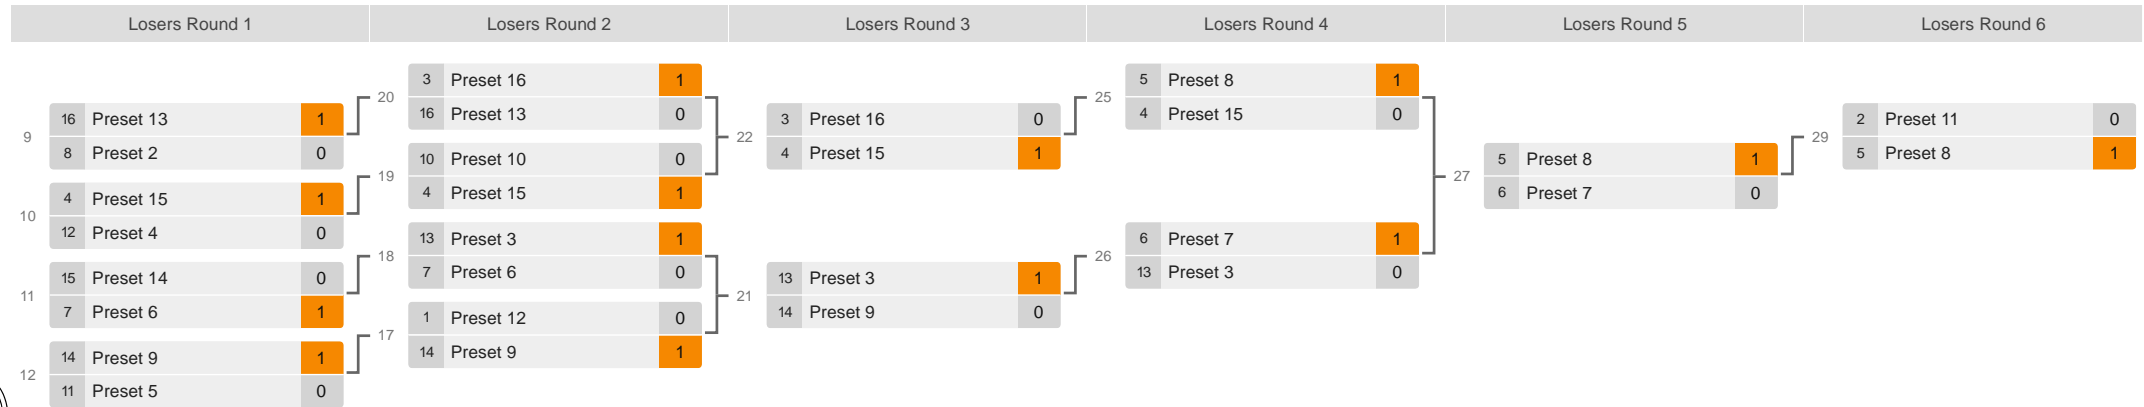 Losers Round 1 Losers Round 2 Losers Round 3 Losers Round 4 Losers Round 5 Losers Round 6
9
16 Preset 13 1
8 Preset 2 0
10
4 Preset 15 1
12 Preset 4 0
11
15 Preset 14 0
7 Preset 6 1
12
14 Preset 9 1
11 Preset 5 0
20
3 Preset 16 1
16 Preset 13 0
19
10 Preset 10 0
4 Preset 15 1
18
13 Preset 3 1
7 Preset 6 0
17
1 Preset 12 0
14 Preset 9 1
22
3 Preset 16 0
4 Preset 15 1
21
13 Preset 3 1
14 Preset 9 0
25
5 Preset 8 1
4 Preset 15 0
26
6 Preset 7 1
13 Preset 3 0
27
5 Preset 8 1
6 Preset 7 0
29
2 Preset 11 0
5 Preset 8 1